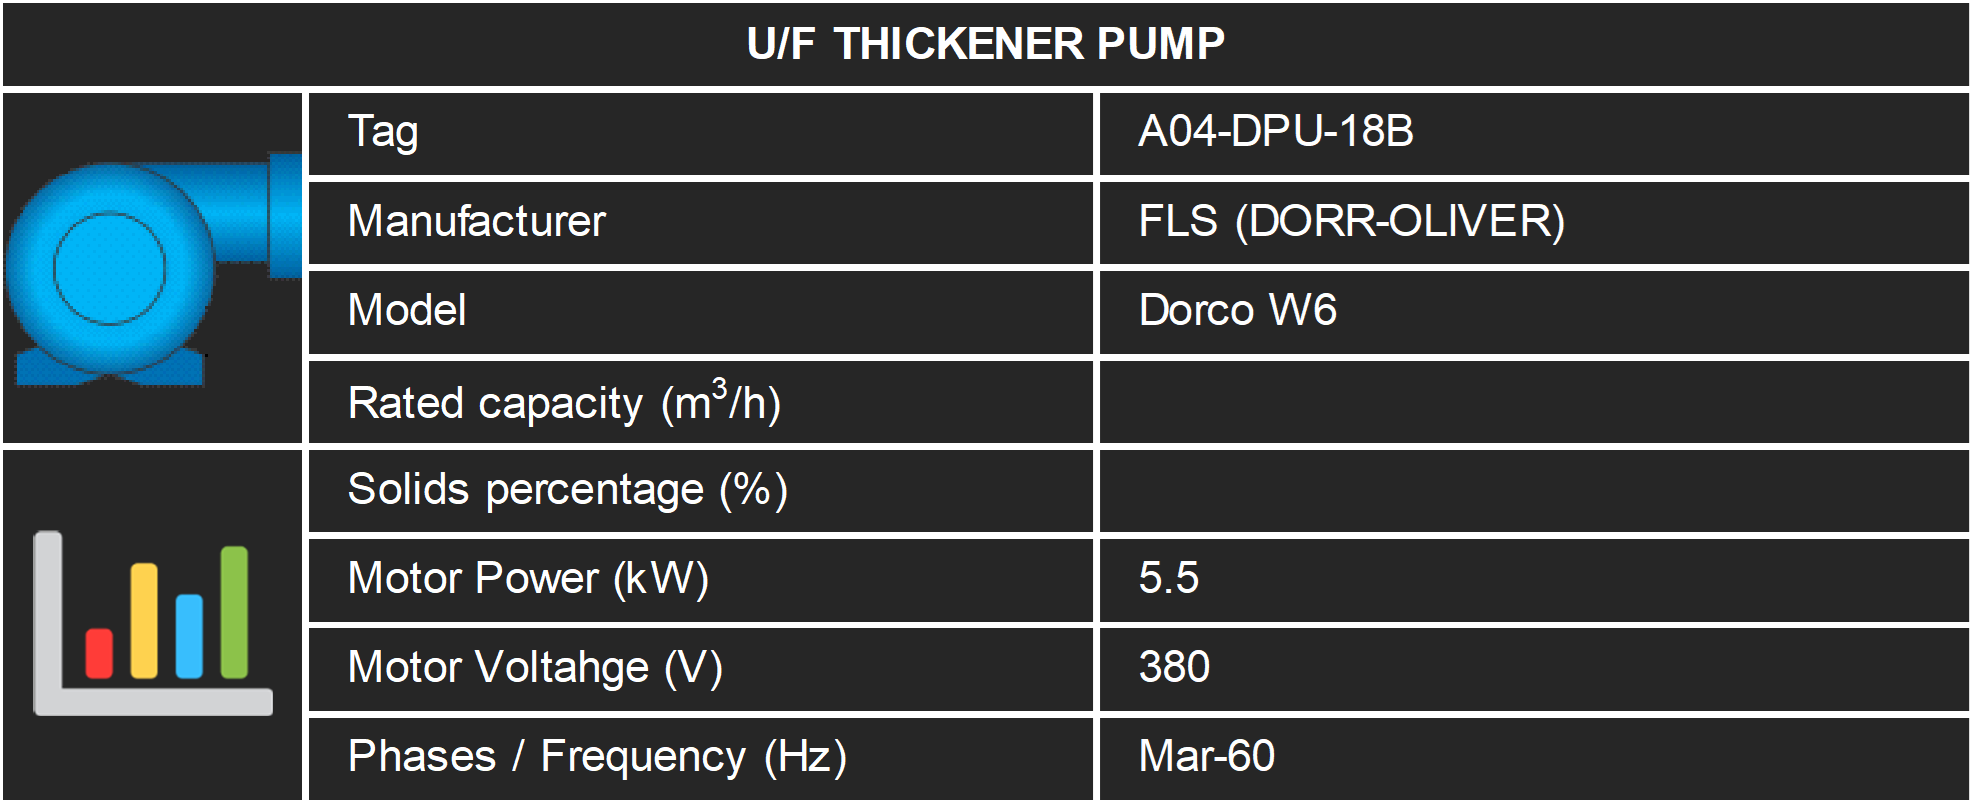 U/F THICKENER PUMP
Tag A04-DPU-18B
Manufacturer FLS (DORR-OLIVER)
Model Dorco W6
Rated capacity (m³/h)
Solids percentage (%)
Motor Power (kW) 5.5
Motor Voltahge (V) 380
Phases / Frequency (Hz) Mar-60